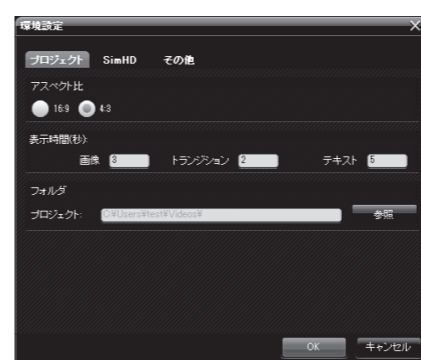 環境設定
プロジェクト SimHD その他
アスペクト比
16:9 4:3
表示時間(秒):
画像 3 トランジション 2 テキスト 5
フォルダ
プロジェクト: C:¥Users¥test¥Videos¥ 参照
OK キャンセル